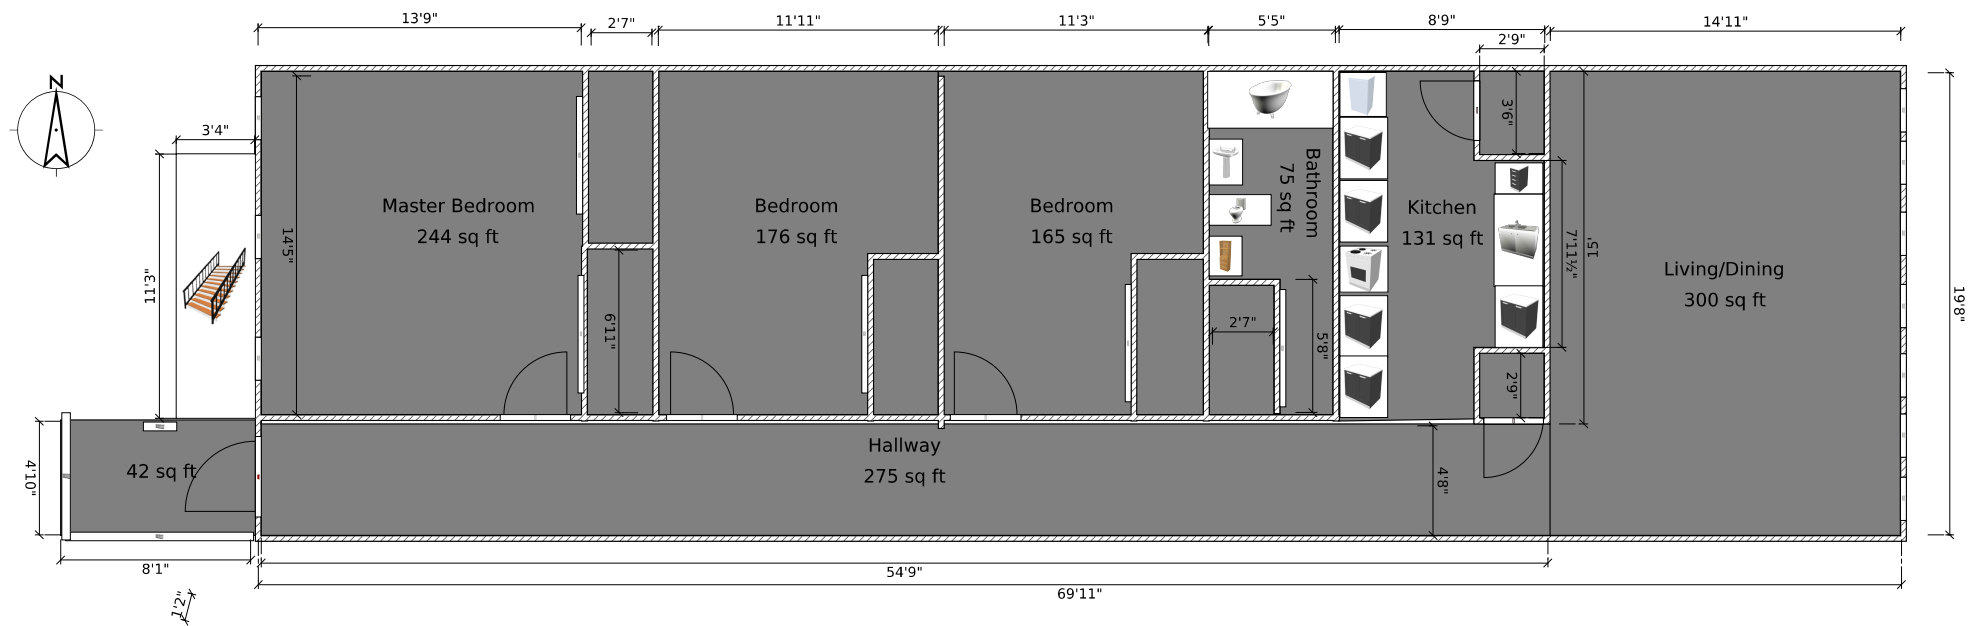 13'9"
2'7"
11'11"
11'3"
5'5"
8'9"
14'11"
2'9"
N
3'4"
3'6"
Master Bedroom
244 sq ft
Bedroom
176 sq ft
Bedroom
165 sq ft
Bathroom
75 sq ft
Kitchen
131 sq ft
Living/Dining
300 sq ft
14'5"
11'3"
6'11"
2'7"
5'8"
7'11½"
15'
19'8"
2'9"
Hallway
275 sq ft
42 sq ft
4'10"
4'8"
8'1"
54'9"
69'11"
1'2"